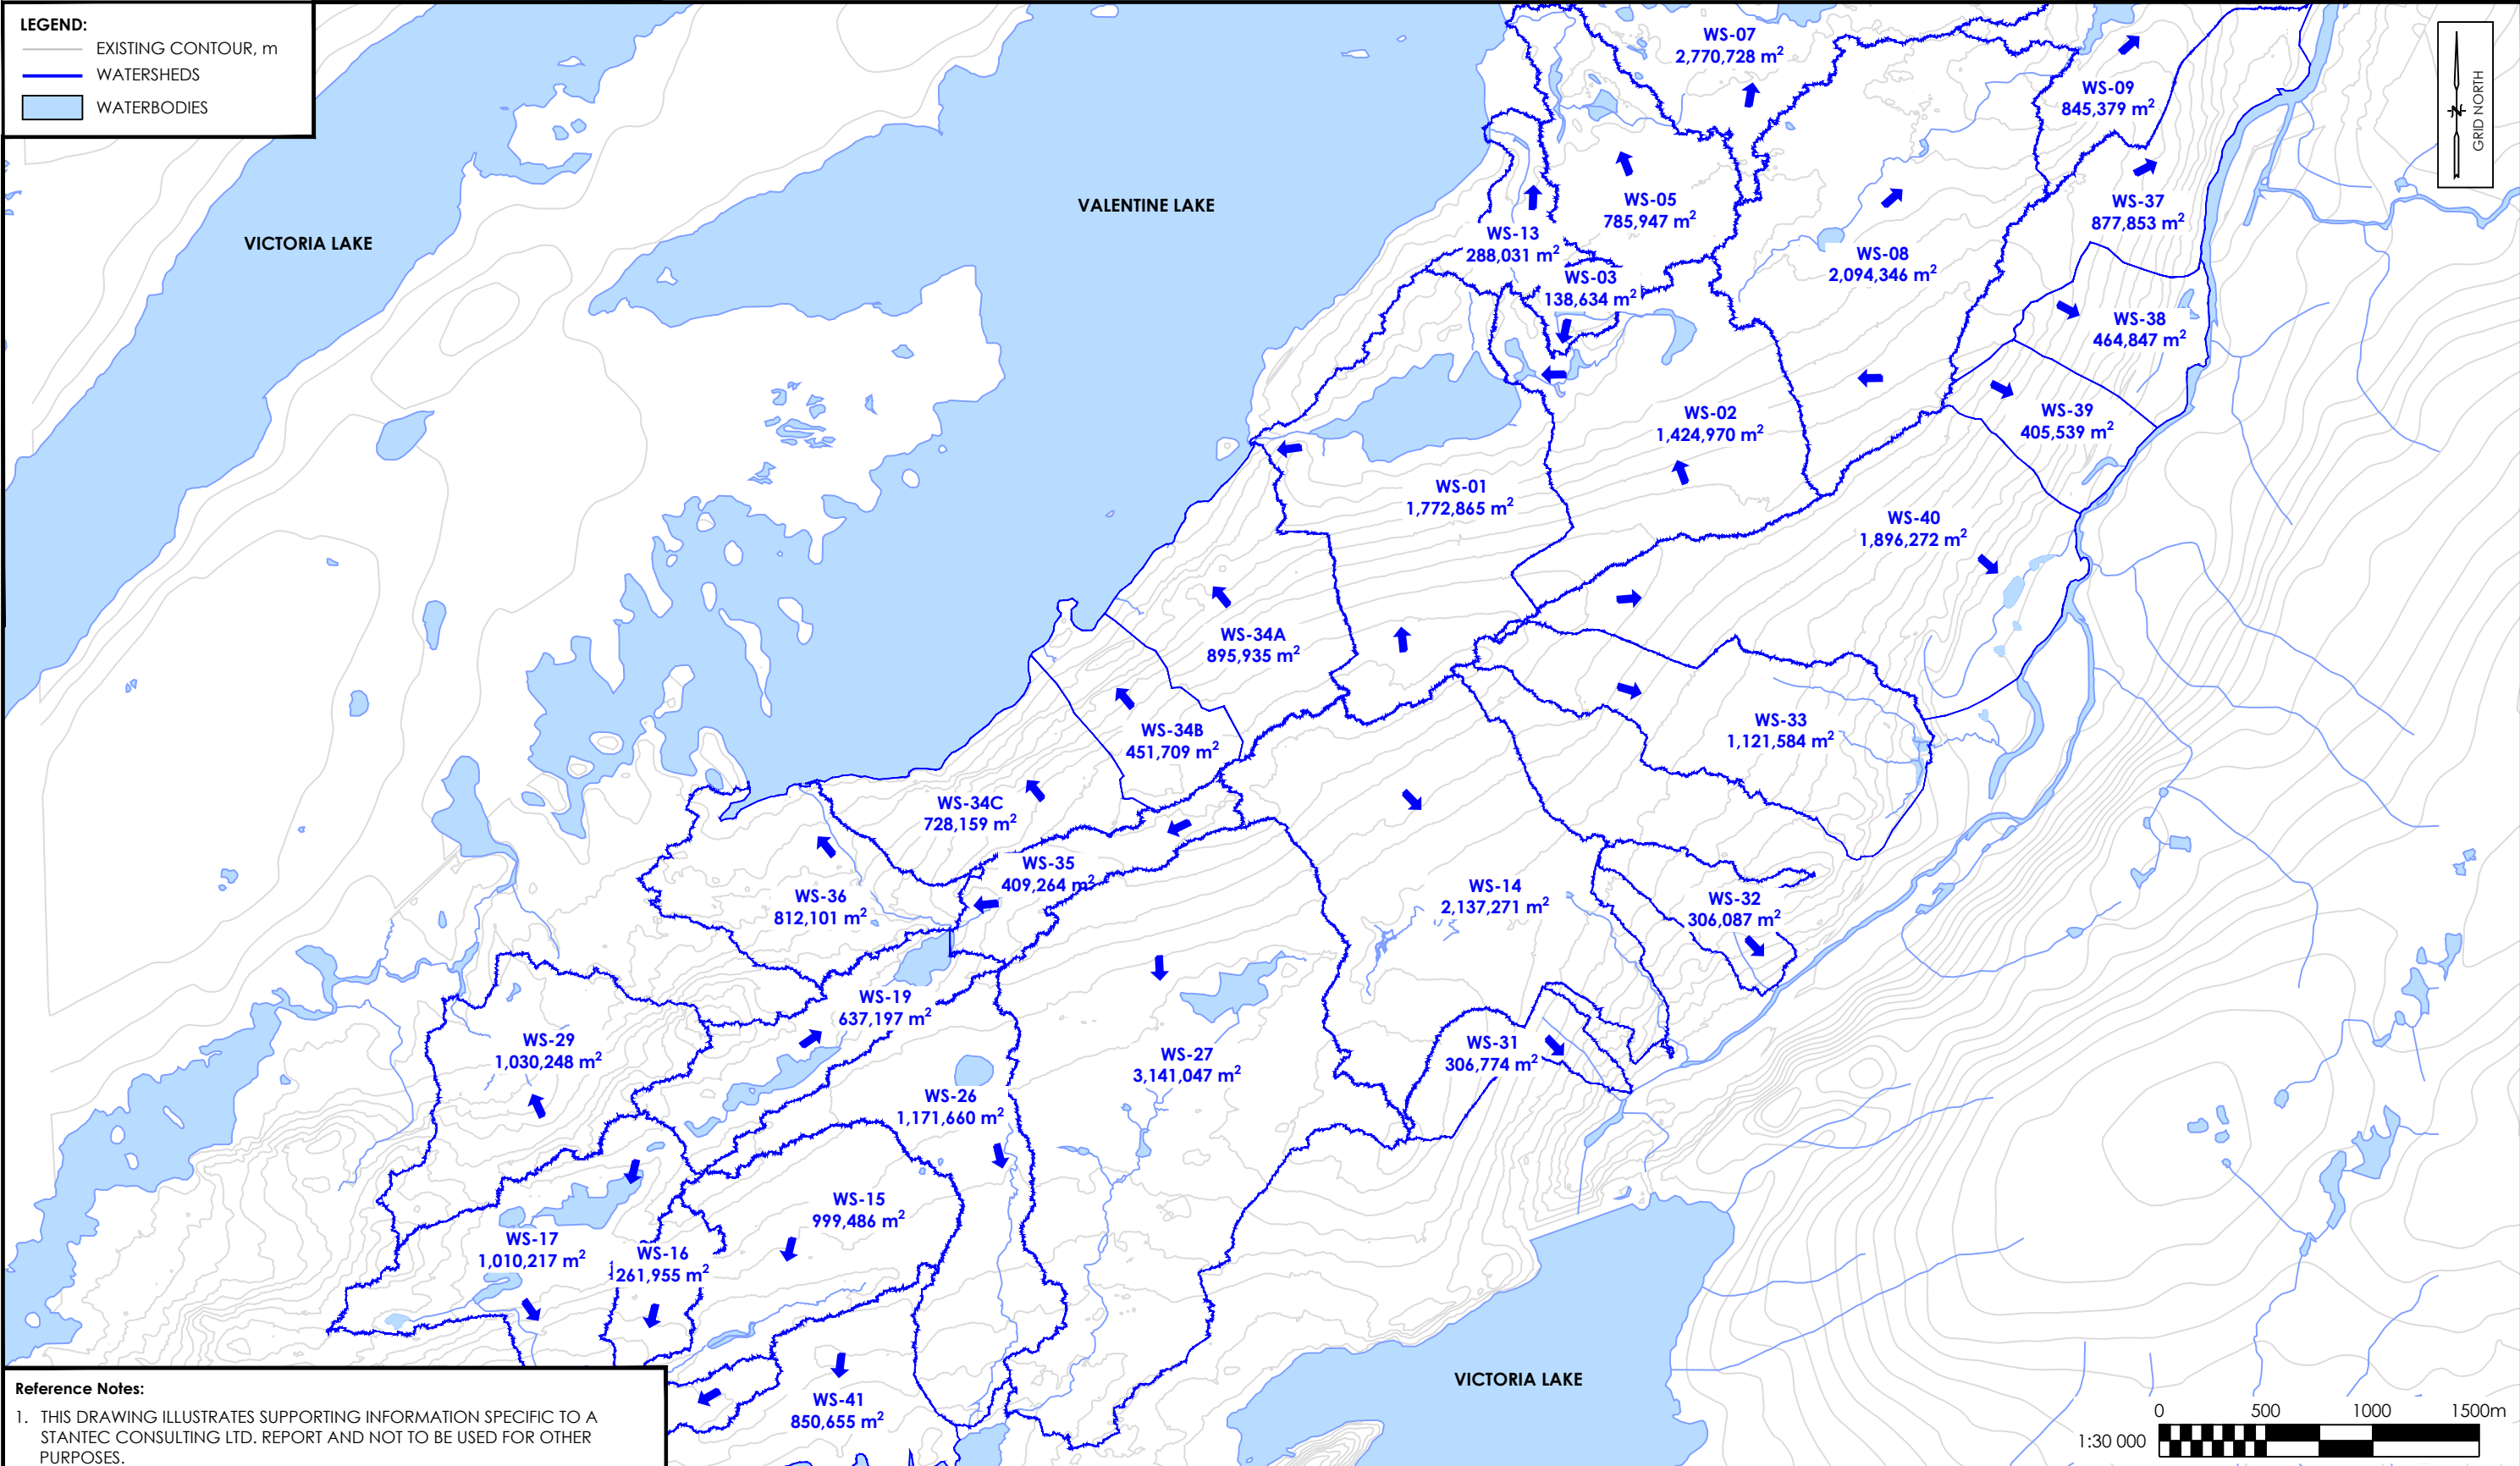 LEGEND:
EXISTING CONTOUR, m
WATERSHEDS
WATERBODIES
GRID NORTH
N
VICTORIA LAKE
VALENTINE LAKE
WS-07
2,770,728 m²
WS-09
845,379 m²
WS-05
785,947 m²
WS-37
877,853 m²
WS-13
288,031 m²
WS-03
138,634 m²
WS-08
2,094,346 m²
WS-38
464,847 m²
WS-39
405,539 m²
WS-02
1,424,970 m²
WS-01
1,772,865 m²
WS-40
1,896,272 m²
WS-34A
895,935 m²
WS-34B
451,709 m²
WS-33
1,121,584 m²
WS-34C
728,159 m²
WS-35
409,264 m²
WS-36
812,101 m²
WS-14
2,137,271 m²
WS-32
306,087 m²
WS-19
637,197 m²
WS-29
1,030,248 m²
WS-31
306,774 m²
WS-27
3,141,047 m²
WS-26
1,171,660 m²
WS-15
999,486 m²
WS-17
1,010,217 m²
WS-16
261,955 m²
WS-41
850,655 m²
VICTORIA LAKE
0 500 1000 1500m
1:30 000
Reference Notes:
1. THIS DRAWING ILLUSTRATES SUPPORTING INFORMATION SPECIFIC TO A
STANTEC CONSULTING LTD. REPORT AND NOT TO BE USED FOR OTHER
PURPOSES.